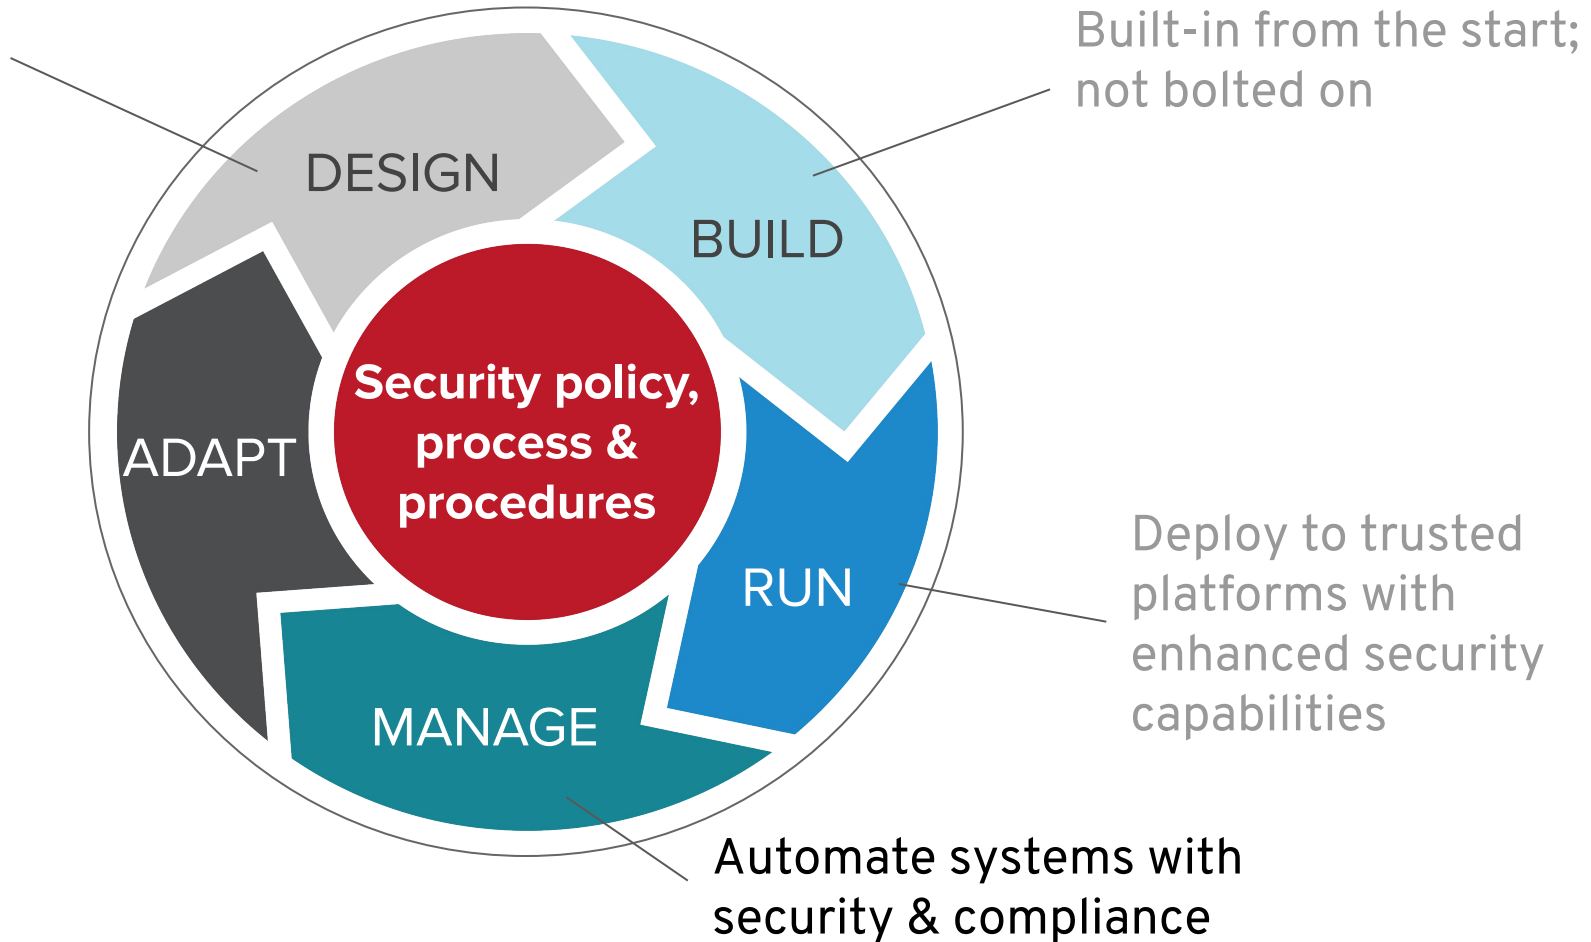 Built-in from the start;
not bolted on
DESIGN
BUILD
Security policy,
process &
procedures
ADAPT
RUN
Deploy to trusted
platforms with
enhanced security
capabilities
MANAGE
Automate systems with
security & compliance